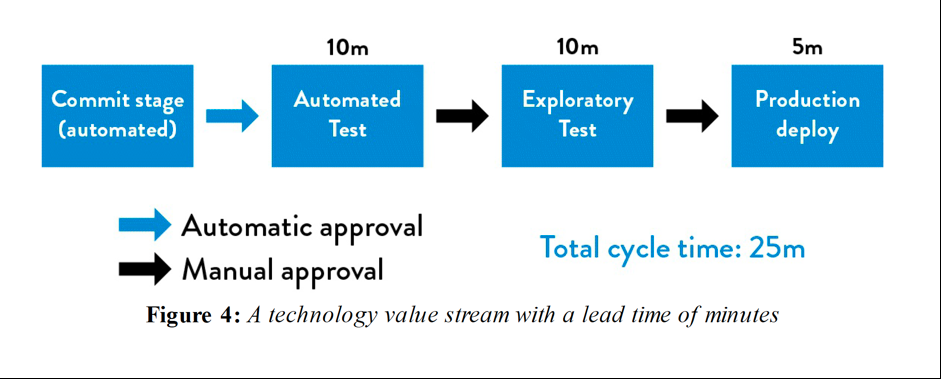 10m
10m
5m
Commit stage
(automated)
Automated
Test
Exploratory
Test
Production
deploy
Automatic approval
Manual approval
Total cycle time: 25m
Figure 4: A technology value stream with a lead time of minutes